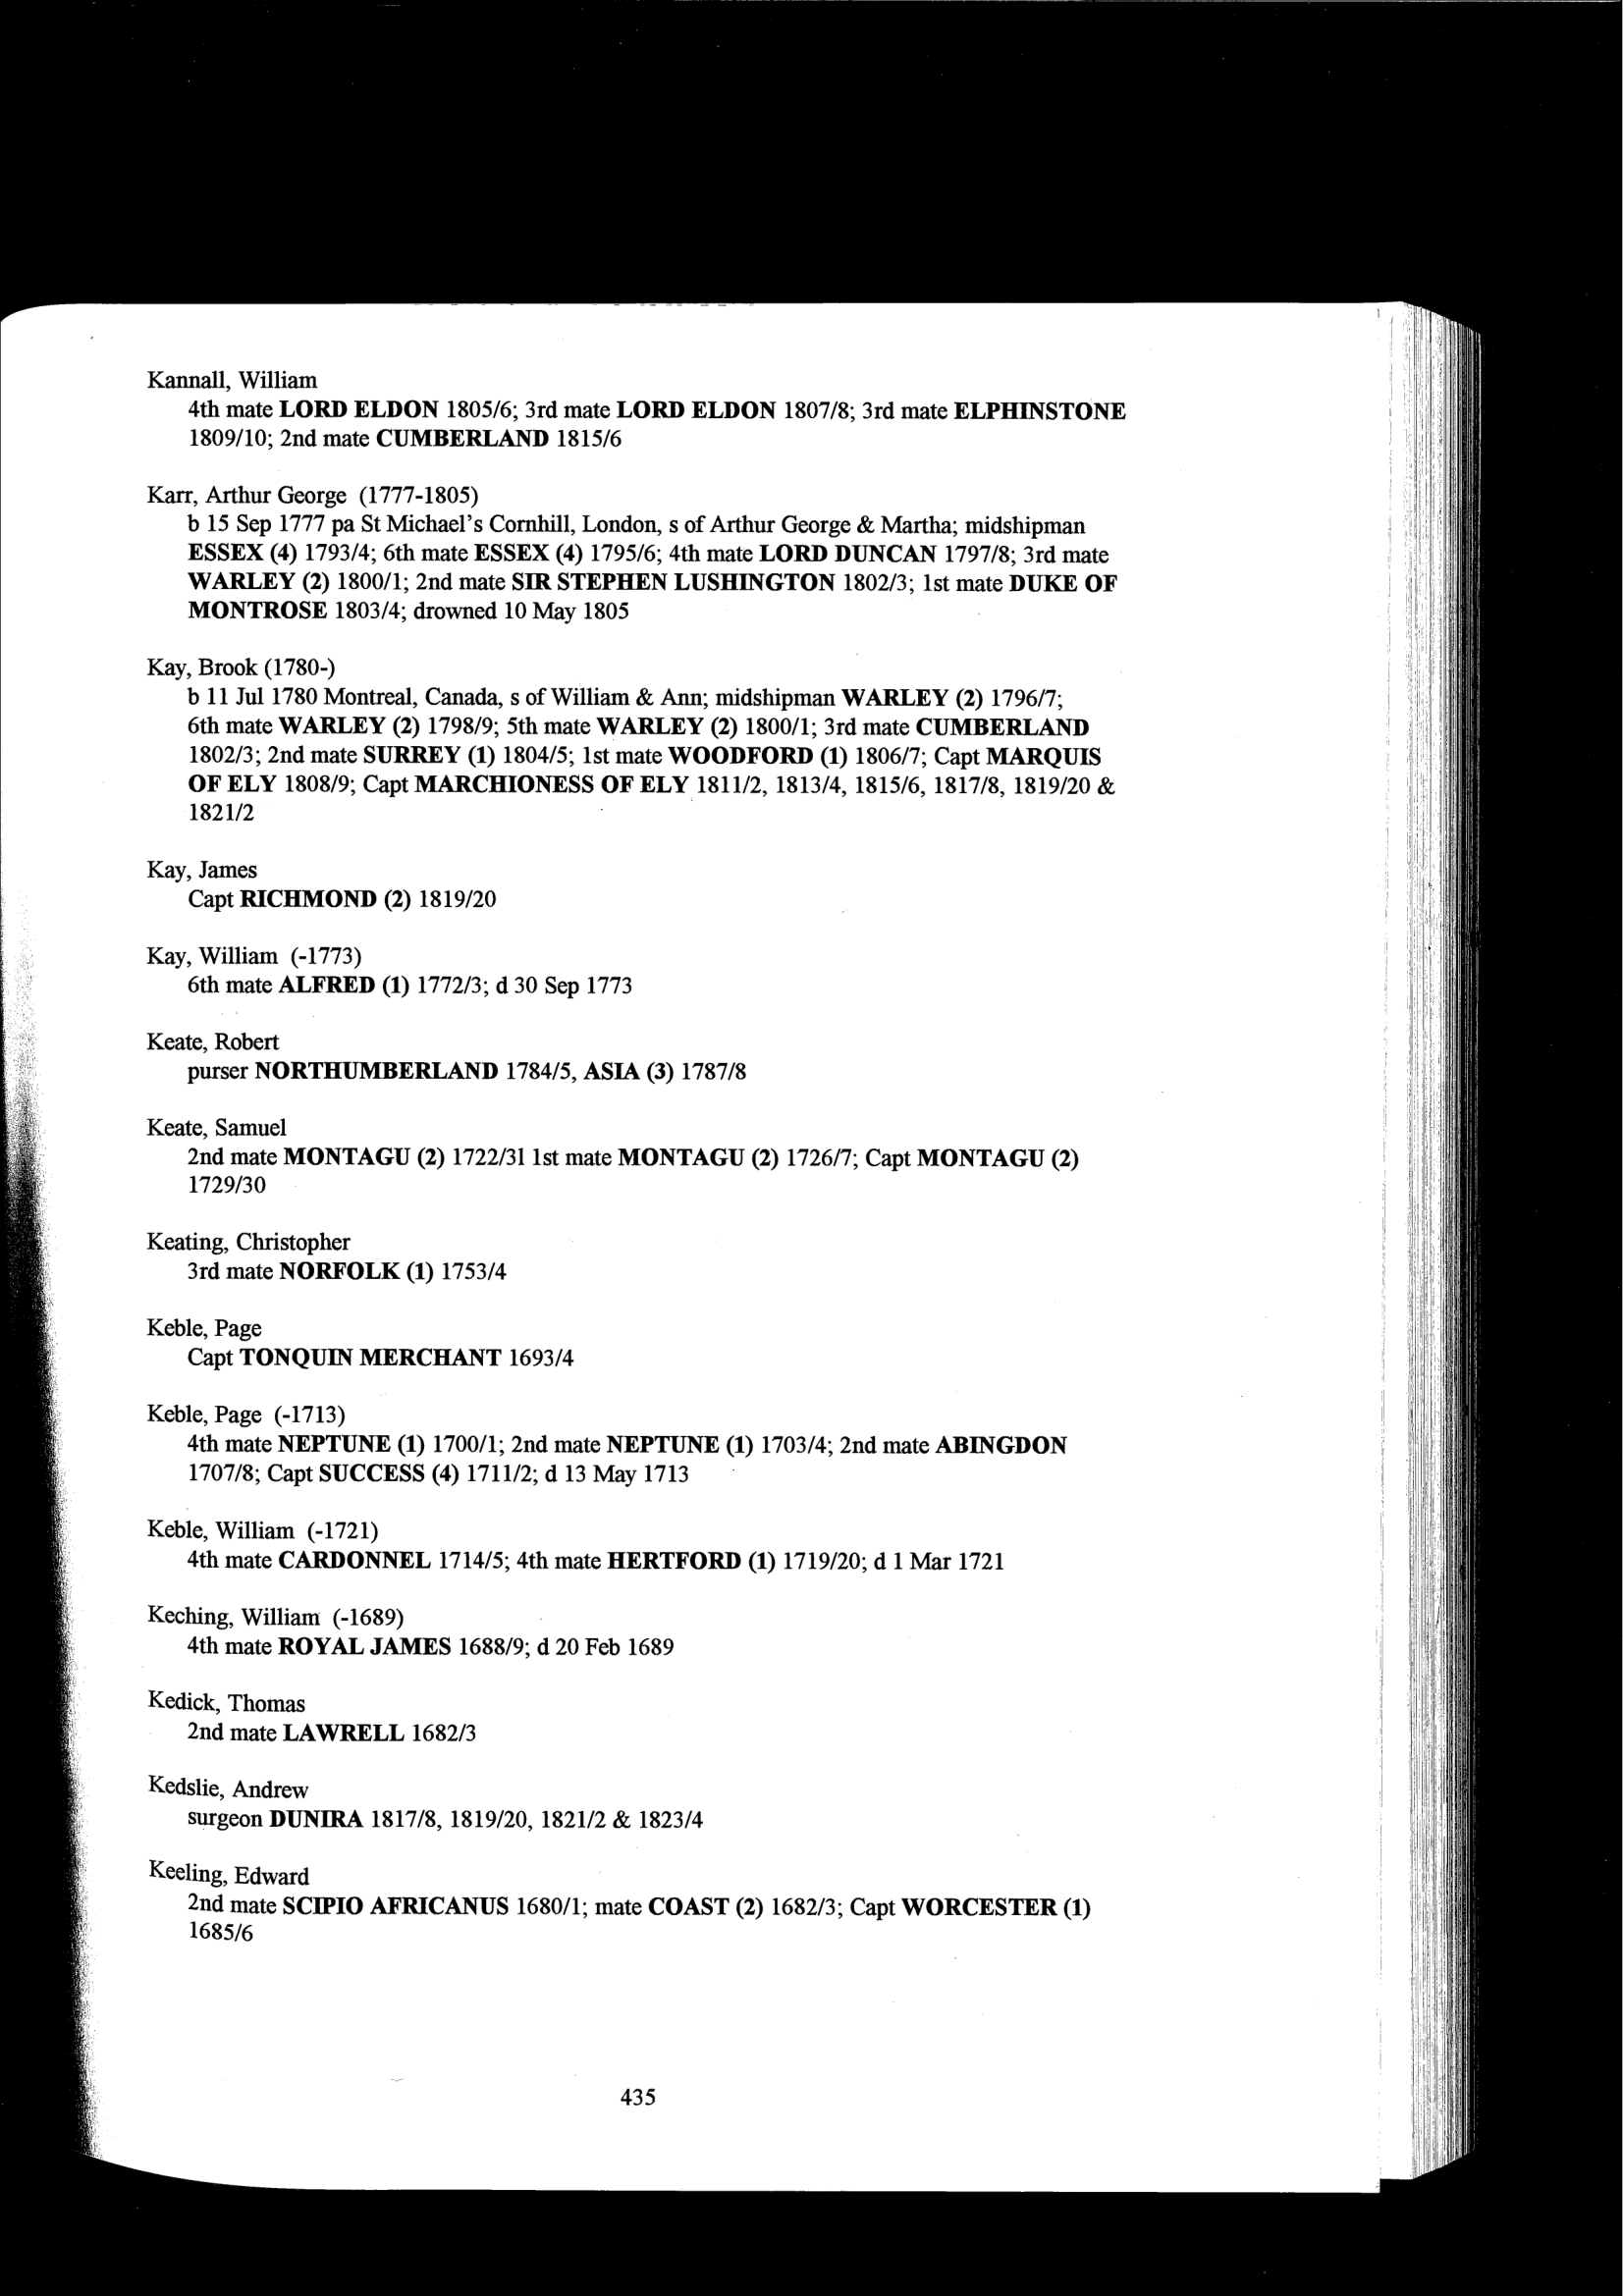 Kannall, William
4th mate LORD ELDON 1805/6; 3rd mate LORD ELDON 1807/8; 3rd mate ELPHINSTONE
1809/10; 2nd mate CUMBERLAND 1815/6
Karr, Arthur George (1777-1805)
b 15 Sep 1777 pa St Michael's Cornhill, London, s of Arthur George & Martha; midshipman
ESSEX (4) 1793/4; 6th mate ESSEX (4) 1795/6; 4th mate LORD DUNCAN 1797/8; 3rd mate
WARLEY (2) 1800/1; 2nd mate SIR STEPHEN LUSHINGTON 1802/3; 1st mate DUKE OF
MONTROSE 1803/4; drowned 10 May 1805
Kay, Brook (1780-)
b 11 Jul 1780 Montreal, Canada, s of William & Ann; midshipman WARLEY (2) 1796/7;
6th mate WARLEY (2) 1798/9; 5th mate WARLEY (2) 1800/1; 3rd mate CUMBERLAND
1802/3; 2nd mate SURREY (1) 1804/5; 1st mate WOODFORD (1) 1806/7; Capt MARQUIS
OF ELY 1808/9; Capt MARCHIONESS OF ELY 1811/2, 1813/4, 1815/6, 1817/8, 1819/20 &
1821/2
Kay, James
Capt RICHMOND (2) 1819/20
Kay, William (-1773)
6th mate ALFRED (1) 1772/3; d 30 Sep 1773
Keate, Robert
purser NORTHUMBERLAND 1784/5, ASIA (3) 1787/8
Keate, Samuel
2nd mate MONTAGU (2) 1722/31 1st mate MONTAGU (2) 1726/7; Capt MONTAGU (2)
1729/30
Keating, Christopher
3rd mate NORFOLK (1) 1753/4
Keble, Page
Capt TONQUIN MERCHANT 1693/4
Keble, Page (-1713)
4th mate NEPTUNE (1) 1700/1; 2nd mate NEPTUNE (1) 1703/4; 2nd mate ABINGDON
1707/8; Capt SUCCESS (4) 1711/2; d 13 May 1713
Keble, William (-1721)
4th mate CARDONNEL 1714/5; 4th mate HERTFORD (1) 1719/20; d 1 Mar 1721
Keching, William (-1689)
4th mate ROYAL JAMES 1688/9; d 20 Feb 1689
Kedick, Thomas
2nd mate LAWRELL 1682/3
Kedslie, Andrew
surgeon DUNIRA 1817/8, 1819/20, 1821/2 & 1823/4
Keeling, Edward
2nd mate SCIPIO AFRICANUS 1680/1; mate COAST (2) 1682/3; Capt WORCESTER (1)
1685/6
435